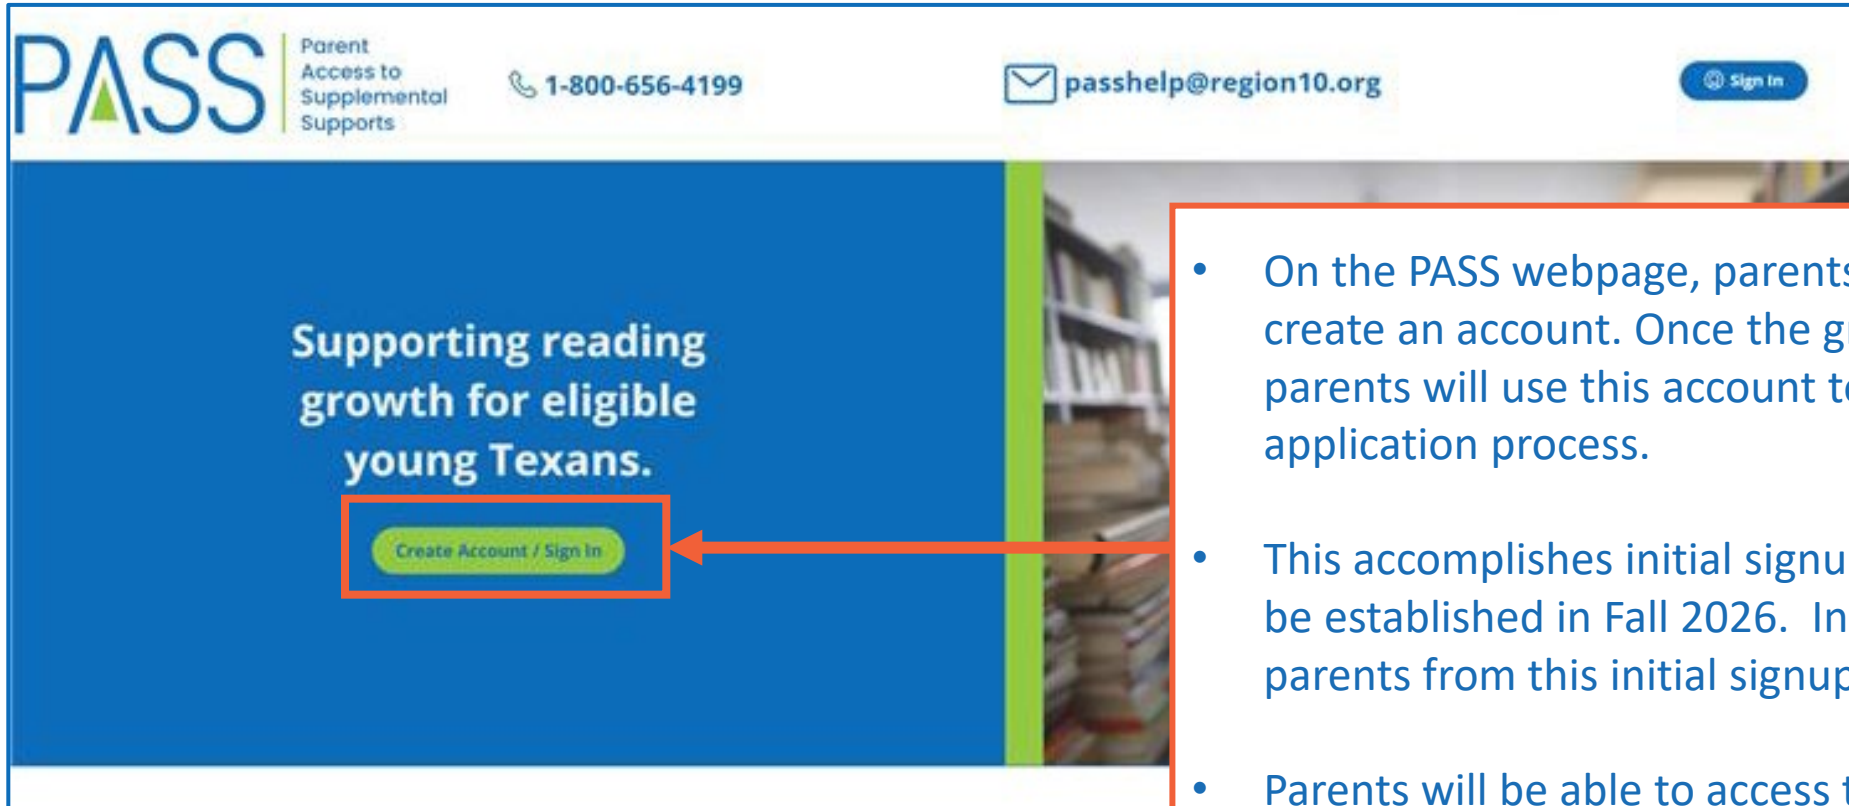 PASS
Parent
Access to
Supplemental
Supports
1-800-656-4199
passhelp@region10.org
Sign In
Supporting reading
growth for eligible
young Texans.
Create Account / Sign In
• On the PASS webpage, parents
create an account. Once the
parents will use this account
application process.
• This accomplishes initial
be established in Fall 2026.  In
parents from this initial signup
• Parents will be able to access